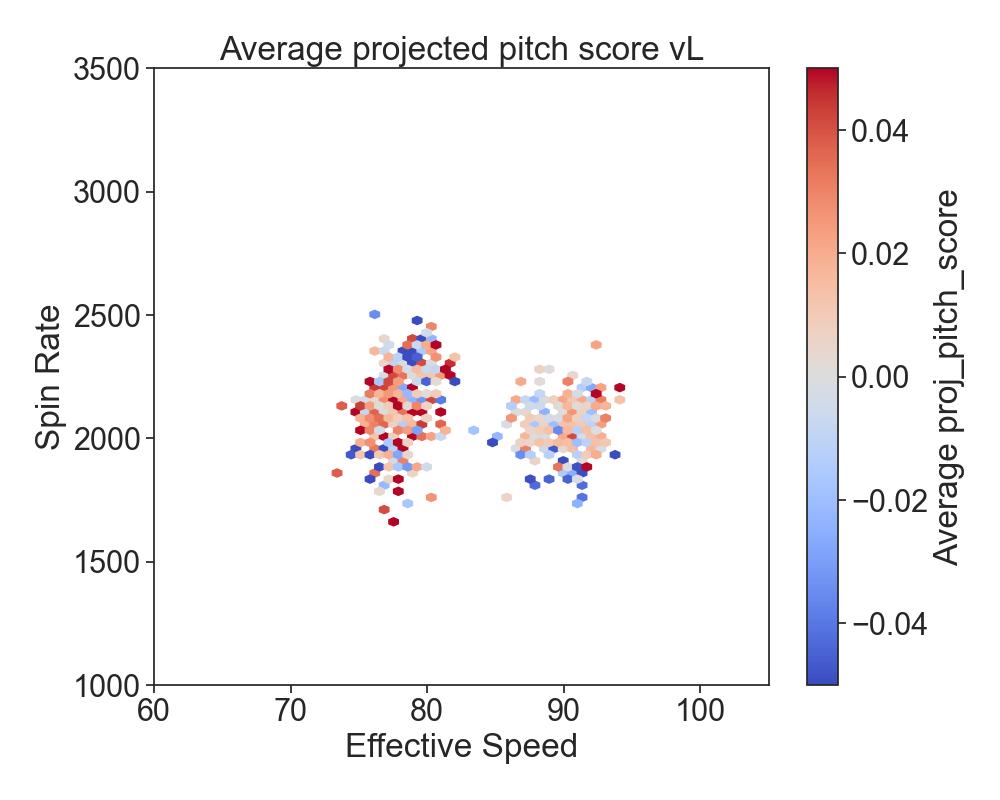 Average projected pitch score vL
3500
3000
2500
2000
1500
1000
Spin Rate
60 70 80 90 100
Effective Speed
0.04
0.02
0.00
−0.02
−0.04
Average proj_pitch_score